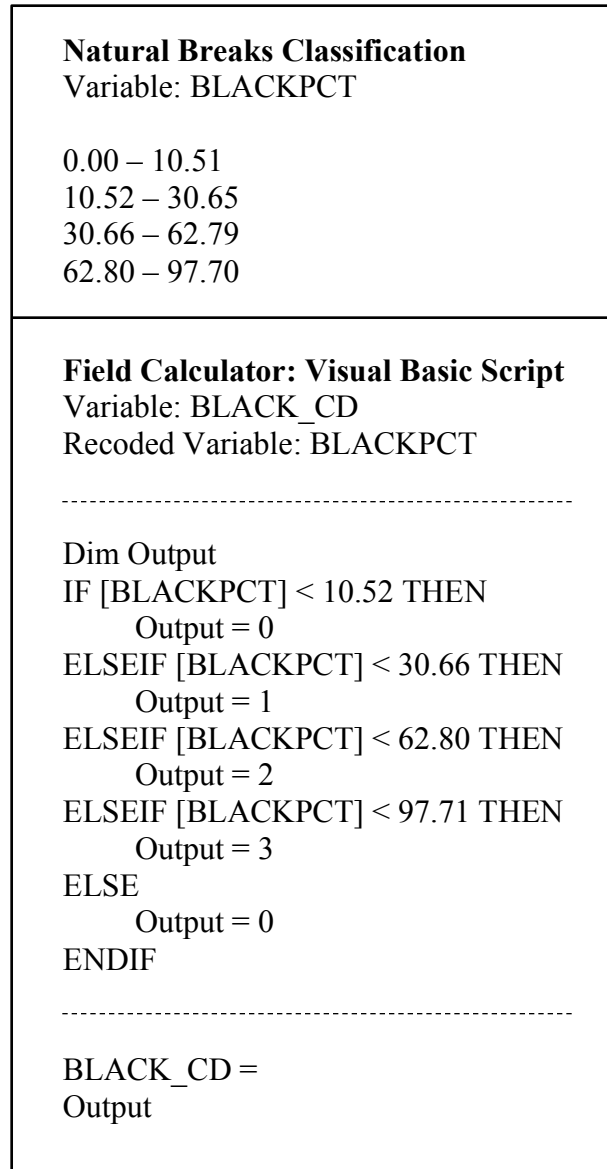 Natural Breaks Classification
Variable: BLACKPCT
0.00 – 10.51
10.52 – 30.65
30.66 – 62.79
62.80 – 97.70
Field Calculator: Visual Basic Script
Variable: BLACK_CD
Recoded Variable: BLACKPCT
Dim Output
IF [BLACKPCT] < 10.52 THEN
Output = 0
ELSEIF [BLACKPCT] < 30.66 THEN
Output = 1
ELSEIF [BLACKPCT] < 62.80 THEN
Output = 2
ELSEIF [BLACKPCT] < 97.71 THEN
Output = 3
ELSE
Output = 0
ENDIF
BLACK_CD =
Output